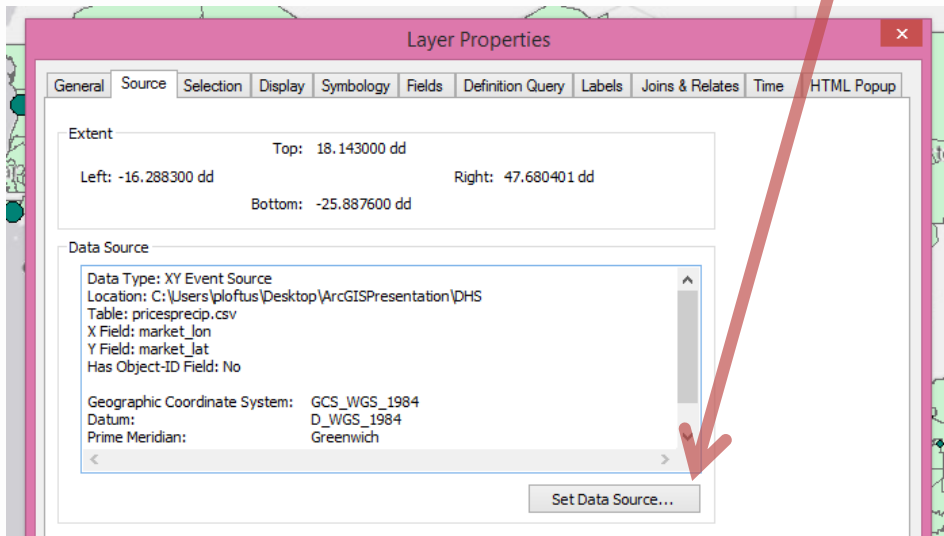 Layer Properties
General Source Selection Display Symbology Fields Definition Query Labels Joins & Relates Time HTML Popup
Extent
Top: 18.143000 dd
Left: -16.288300 dd Right: 47.680401 dd
Bottom: -25.887600 dd
Data Source
Data Type: XY Event Source
Location: C:\Users\ploftus\Desktop\ArcGISPresentation\DHS
Table: pricesprecip.csv
X Field: market_lon
Y Field: market_lat
Has Object-ID Field: No
Geographic Coordinate System: GCS_WGS_1984
Datum: D_WGS_1984
Prime Meridian: Greenwich
Set Data Source...